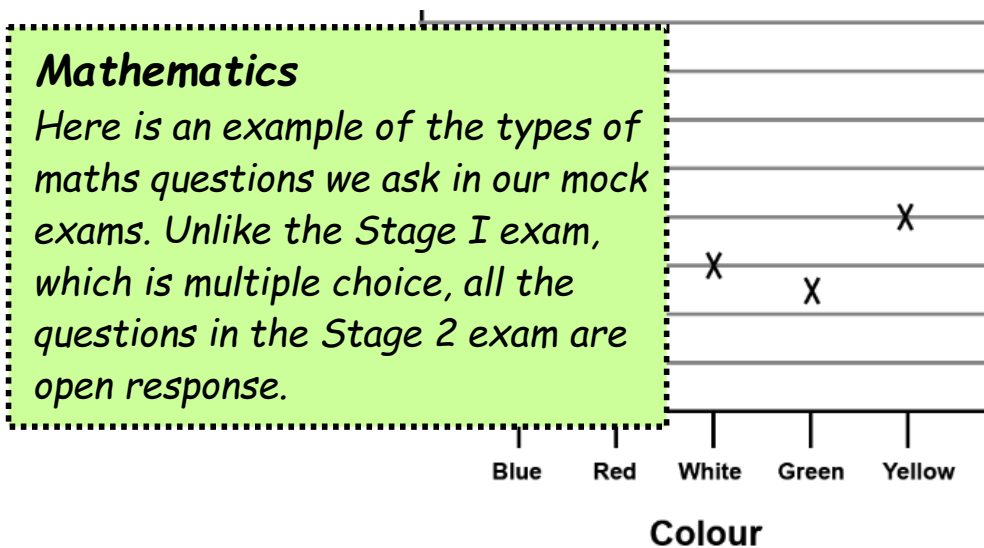 Mathematics
Here is an example of the types of
maths questions we ask in our mock
exams. Unlike the Stage I exam,
which is multiple choice, all the
questions in the Stage 2 exam are
open response.
X
X
X
Blue Red White Green Yellow
Colour